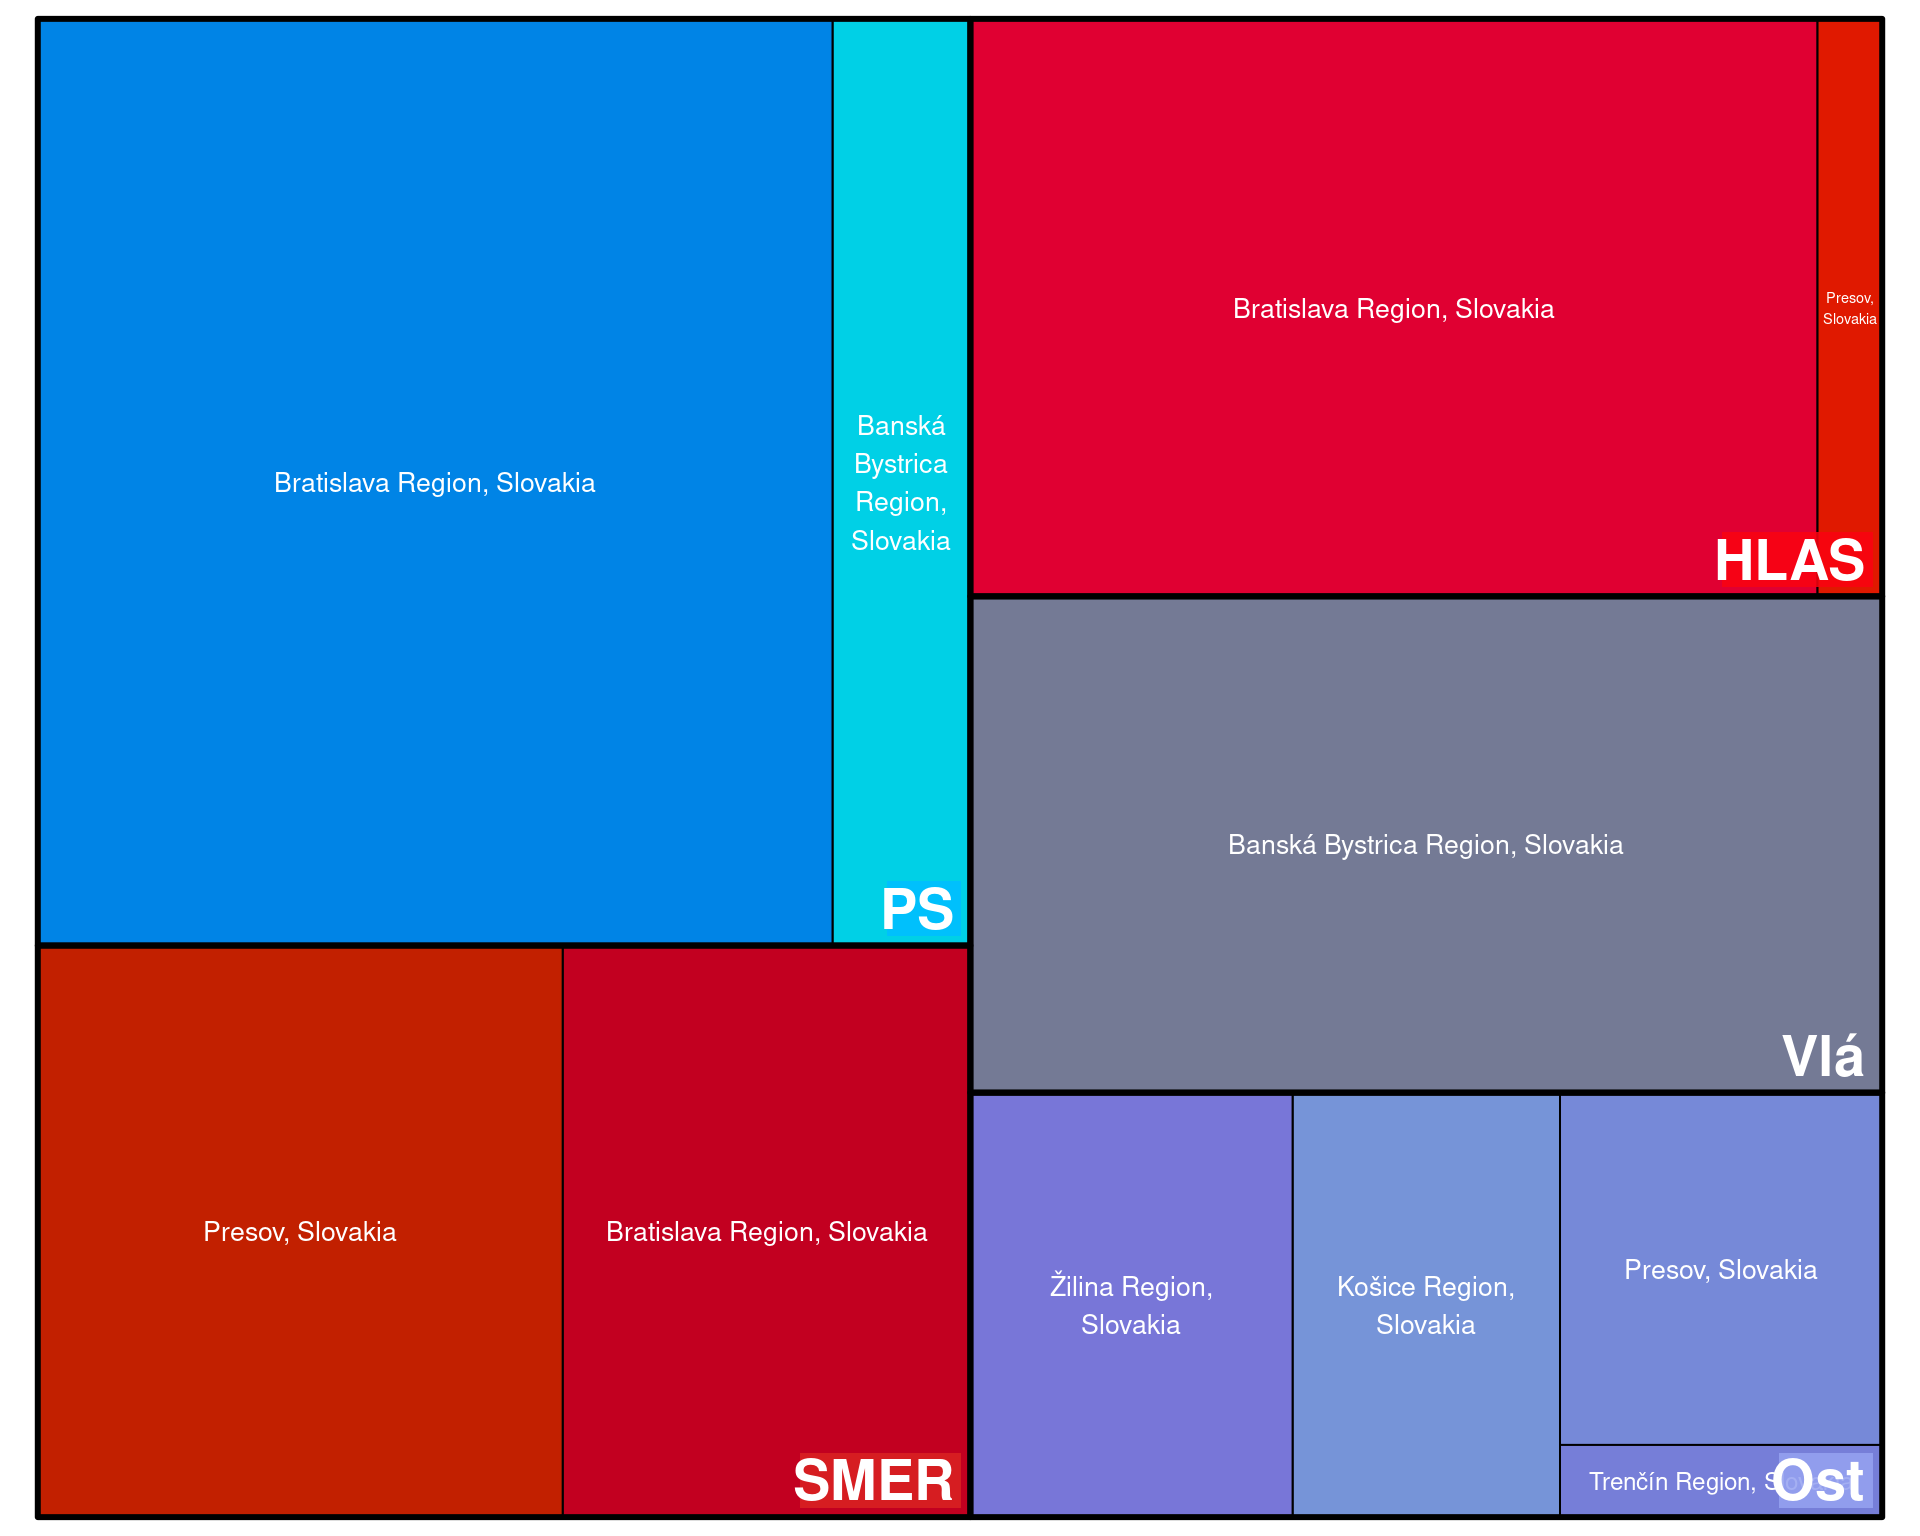 Bratislava Region, Slovakia
Banská
Bystrica
Region,
Slovakia
PS
Bratislava Region, Slovakia
Presov,
Slovakia
HLAS
Banská Bystrica Region, Slovakia
Vlá
Presov, Slovakia
Bratislava Region, Slovakia
SMER
Žilina Region,
Slovakia
Košice Region,
Slovakia
Presov, Slovakia
Trenčín Region,
Ost